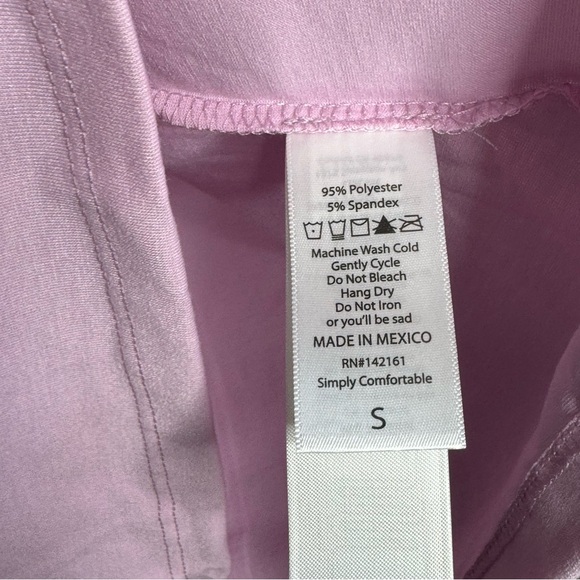 95% Polyester
5% Spandex
Machine Wash Cold
Gently Cycle
Do Not Bleach
Hang Dry
Do Not Iron
or you'll be sad
MADE IN MEXICO
RN#142161
Simply Comfortable
S